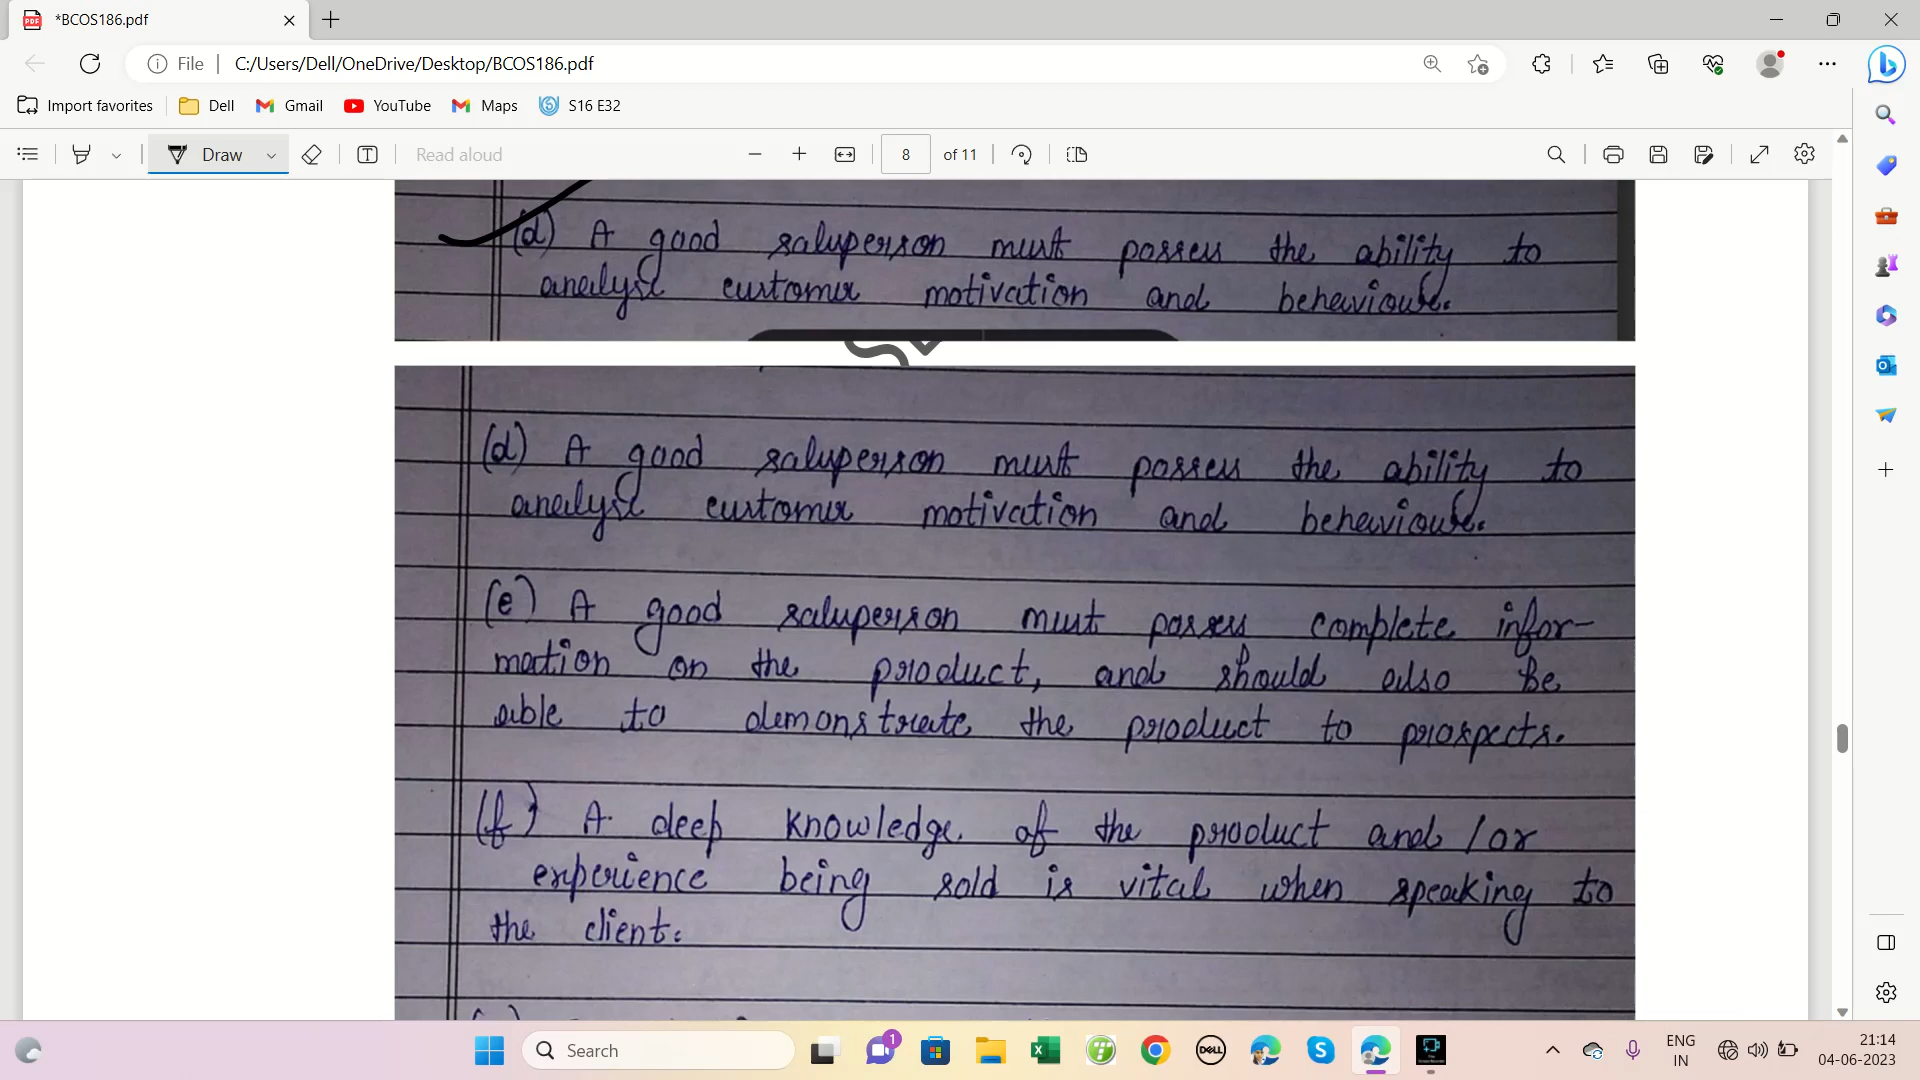 *BCOS186.pdf
File
C:/Users/Dell/OneDrive/Desktop/BCOS186.pdf
Import favorites
Dell
Gmail
YouTube
Maps
S16 E32
Draw
Read aloud
8
of 11
(d) A good salesperson must possess the ability to
analyse customer motivation and behaviour.
(d) A good salesperson must possess the ability to
analyse customer motivation and behaviour.
(e) A good salesperson must possess complete infor-
mation on the product, and should also be
able to demonstrate the product to prospects.
(f) A deep knowledge of the product and / or
experience being sold is vital when speaking to
the client.
Search
1
ENG
IN
21:14
04-06-2023